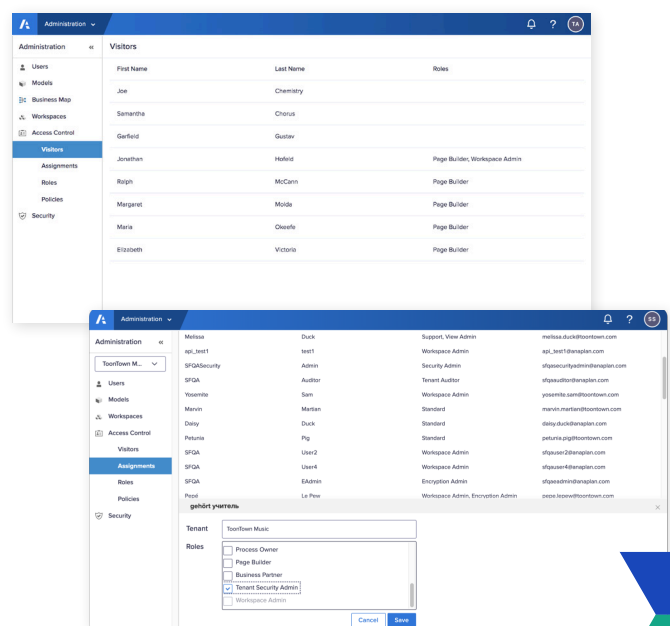 Administration
TA
Administration «
Visitors
Users
Models
Business Map
Workspaces
Access Control
Visitors
Assignments
Roles
Policies
Security
First Name Last Name Roles
Joe Chemistry
Samantha Chorus
Garfield Gustav
Jonathan Hofeld Page Builder, Workspace Admin
Ralph McCann Page Builder
Margaret Molda Page Builder
Maria Okeefe Page Builder
Elizabeth Victoria Page Builder
Administration
SS
Administration «
ToonTown M...
Users
Models
Workspaces
Access Control
Visitors
Assignments
Roles
Policies
Security
Melissa Duck Support, View Admin melissa.duck@toontown.com
api_test1 test1 Workspace Admin api_test1@anaplan.com
SFQASecurity Admin Security Admin sfqasecurityadmin@anaplan.com
SFQA Auditor Tenant Auditor sfqaauditor@anaplan.com
Yosemite Sam Workspace Admin yosemite.sam@toontown.com
Marvin Martian Standard marvin.martian@toontown.com
Daisy Duck Standard daisy.duck@anaplan.com
Petunia Pig Standard petunia.pig@toontown.com
SFQA User2 Workspace Admin sfqauser2@anaplan.com
SFQA User4 Workspace Admin sfqauser4@anaplan.com
SFQA EAdmin Encryption Admin sfqaeadmin@anaplan.com
Pepé Le Pew Workspace Admin, Encryption Admin pepe.lepew@toontown.com
gehört учитель
Tenant ToonTown Music
Roles
Process Owner
Page Builder
Business Partner
Tenant Security Admin
Workspace Admin
Cancel Save